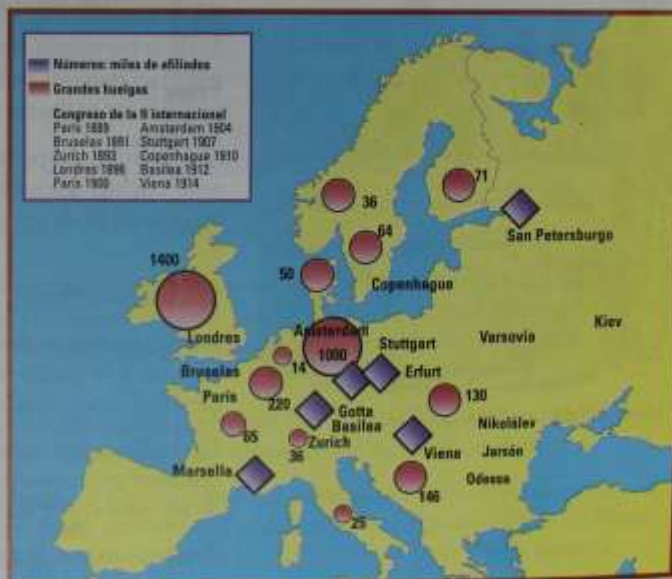 Números: miles de afiliados
Grandes huelgas
Congreso de la II internacional
París 1889 Amsterdam 1904
Bruselas 1891 Stuttgart 1907
Zurich 1893 Copenhague 1910
Londres 1896 Basilea 1912
París 1900 Viena 1914
71
36
San Petersburgo
64
1400
50
Copenhague
Kiev
Amsterdam
Londres
Varsovia
Stuttgart
1000
14
Bruselas
Erfurt
París
130
220
Gotta
Nikoláiev
Basilea
65
Zurich
Viena
Jarsón
36
Marsella
Odessa
146
25